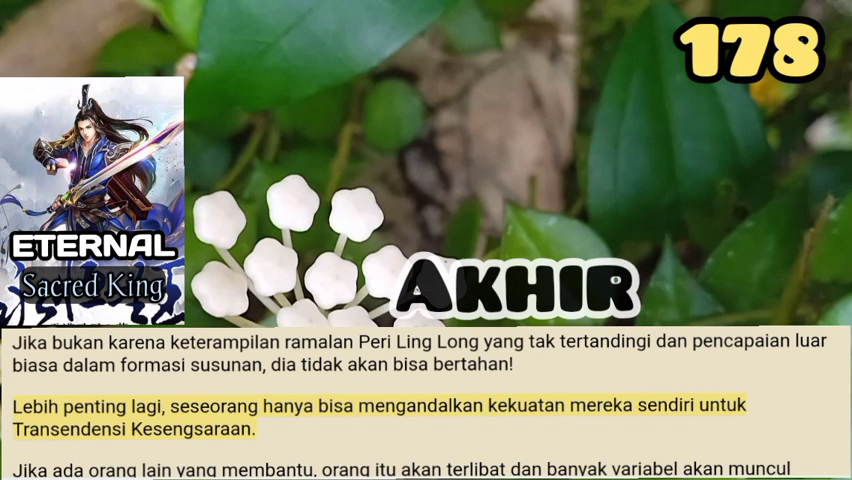 178
ETERNAL
Sacred King
AKHIR
Jika bukan karena keterampilan ramalan Peri Ling Long yang tak tertandingi dan pencapaian luar
biasa dalam formasi susunan, dia tidak akan bisa bertahan!
Lebih penting lagi, seseorang hanya bisa mengandalkan kekuatan mereka sendiri untuk
Transendensi Kesengsaraan.
Jika ada orang lain yang membantu, orang itu akan terlibat dan banyak variabel akan muncul